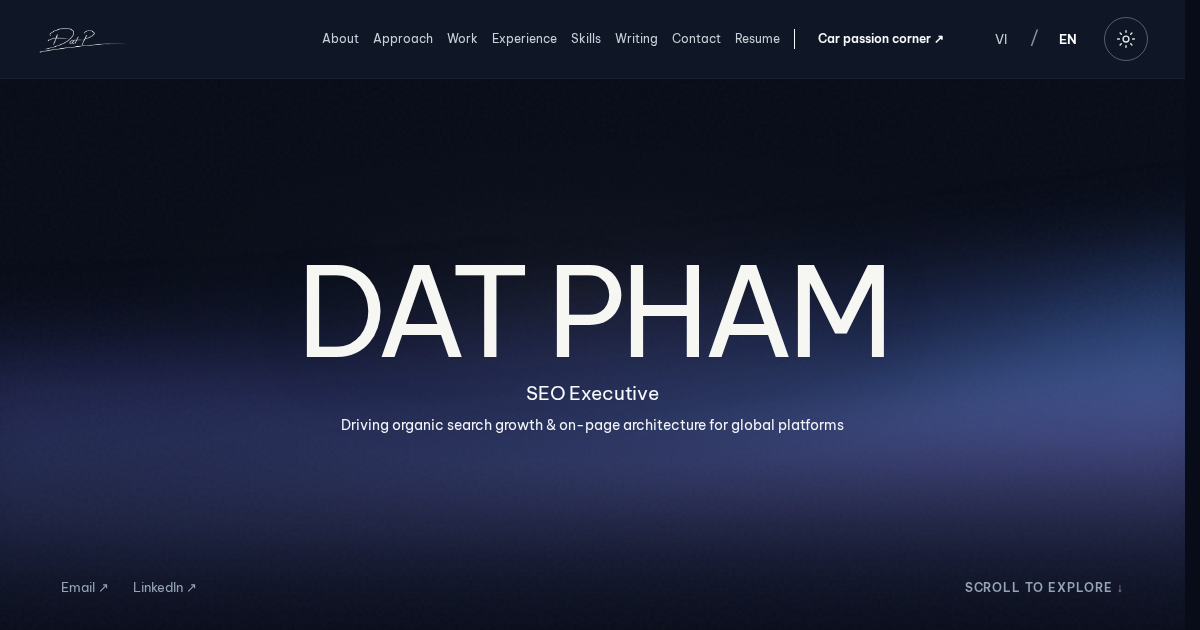 Dat P
About Approach Work Experience Skills Writing Contact Resume Car passion corner ↗ VI / EN
DAT PHAM
SEO Executive
Driving organic search growth & on-page architecture for global platforms
Email ↗ LinkedIn ↗ SCROLL TO EXPLORE ↓